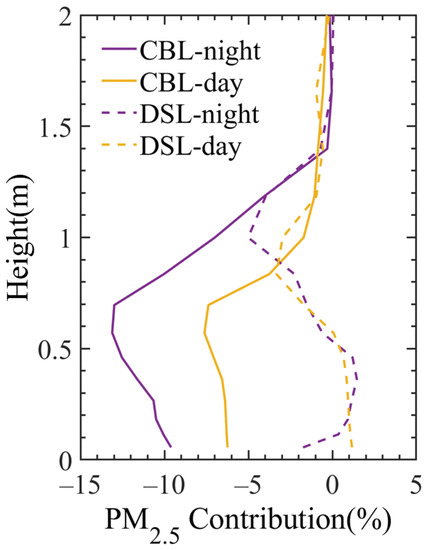 2
CBL-night
CBL-day
DSL-night
DSL-day
1.5
1
0.5
0
Height(m)
−15 −10 −5 0 5
PM2.5 Contribution(%)